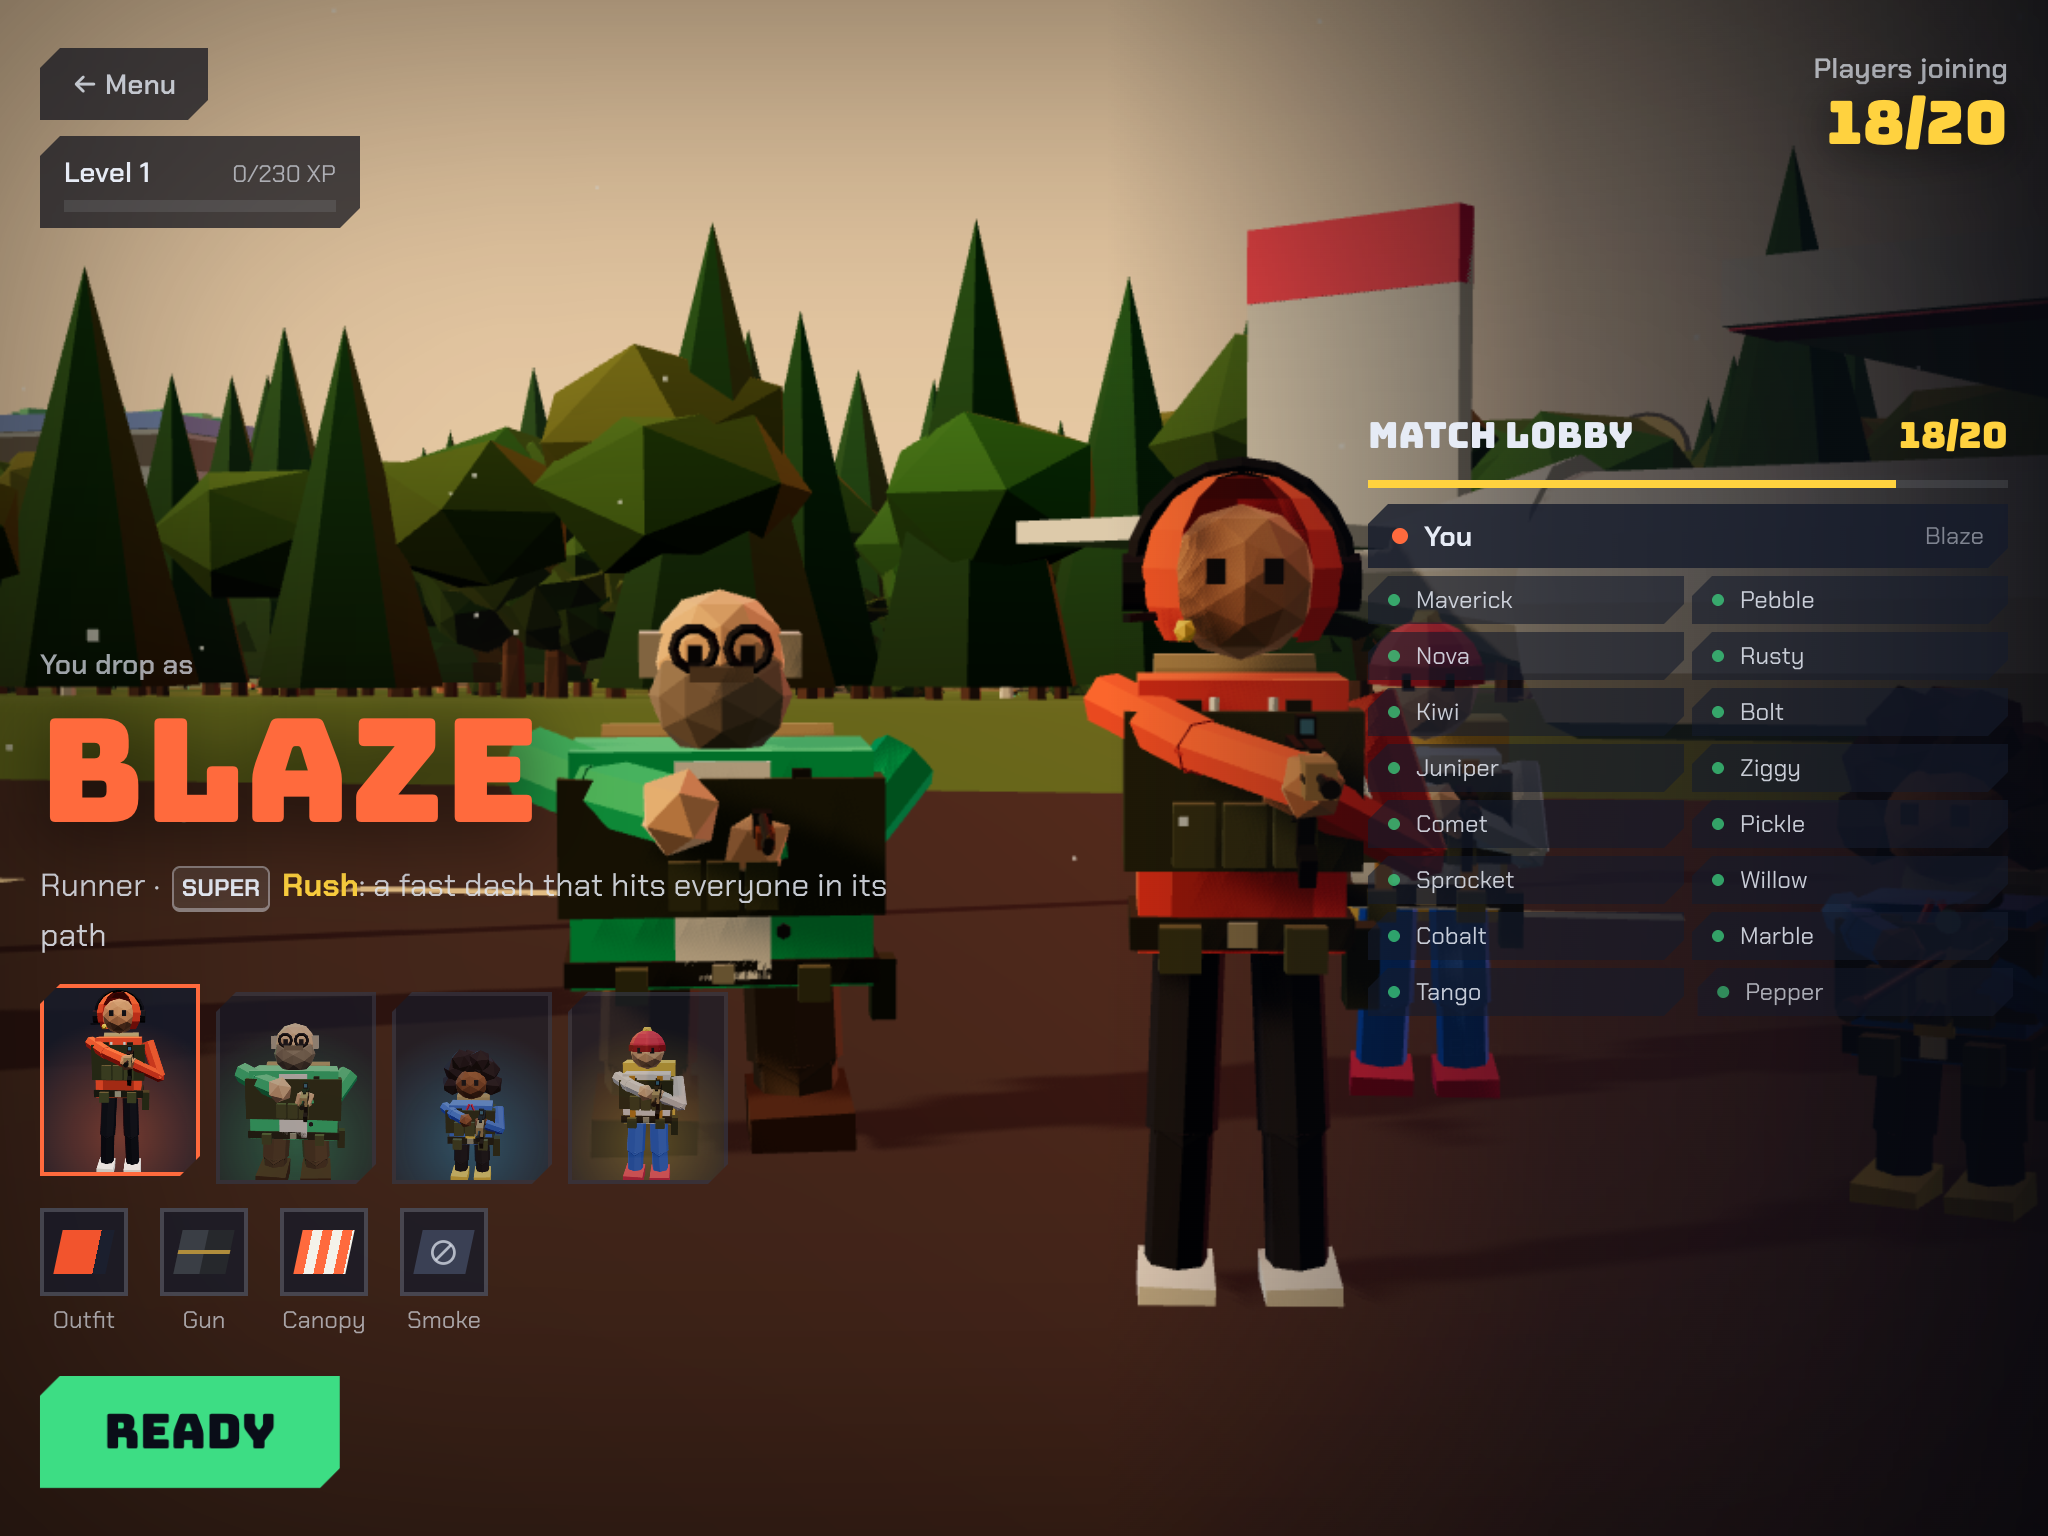 ← Menu
Level 1 0/230 XP
Players joining
18/20
MATCH LOBBY 18/20
You Blaze
Maverick Pebble
Nova Rusty
Kiwi Bolt
Juniper Ziggy
Comet Pickle
Sprocket Willow
Cobalt Marble
Tango Pepper
You drop as
BLAZE
Runner · SUPER Rush: a fast dash that hits everyone in its
path
Outfit Gun Canopy Smoke
READY